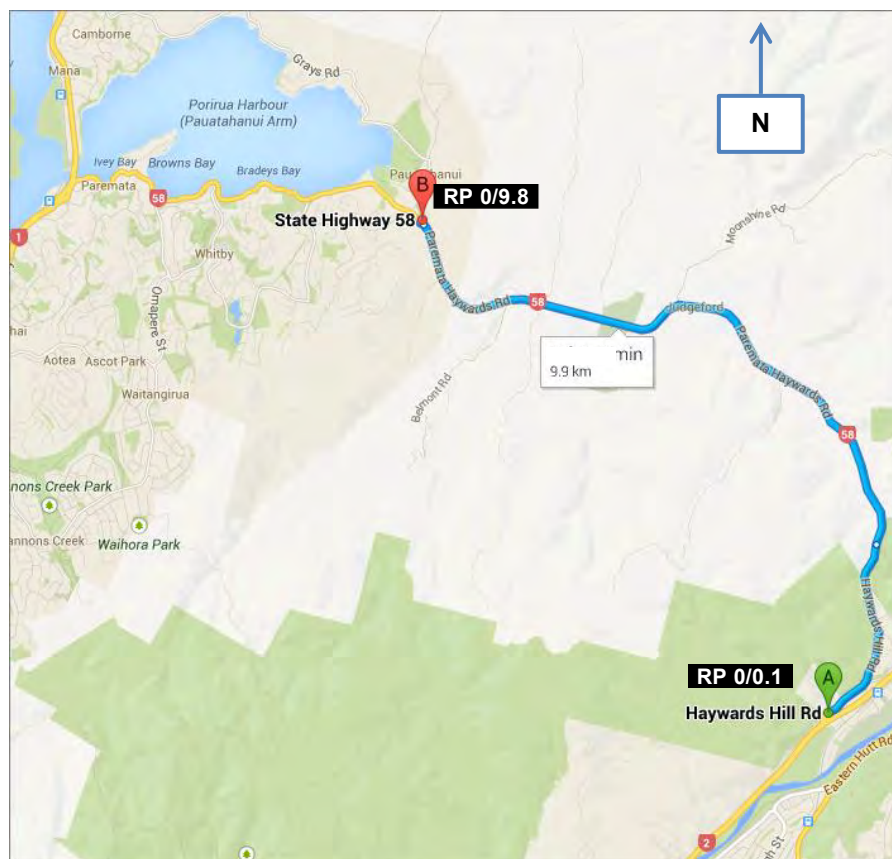 Camborne
Mana
Grays Rd
Porirua Harbour
(Pauatahanui Arm)
N
Ivey Bay
Browns Bay
Bradeys Bay
Paremata
58
B
RP 0/9.8
State Highway 58
1
Whitby
Omapere St
Paremata Haywards Rd
Moonshine Rd
58
Judgeford
min
9.9 km
Aotea
Ascot Park
Belmont Rd
Paremata Haywards Rd
Waitangirua
58
nons Creek Park
annons Creek
Waihora Park
Haywards Hill Rd
RP 0/0.1
A
Haywards Hill Rd
Eastern Hutt Rd
2